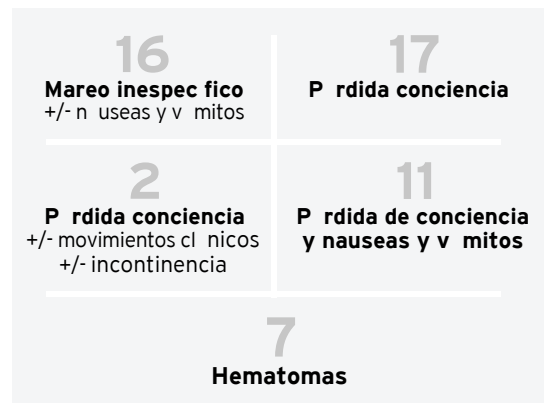 16
Mareo inespec fico
+/- n useas y v mitos
17
P rdida conciencia
2
P rdida conciencia
+/- movimientos cl nicos
+/- incontinencia
11
P rdida de conciencia
y nauseas y v mitos
7
Hematomas